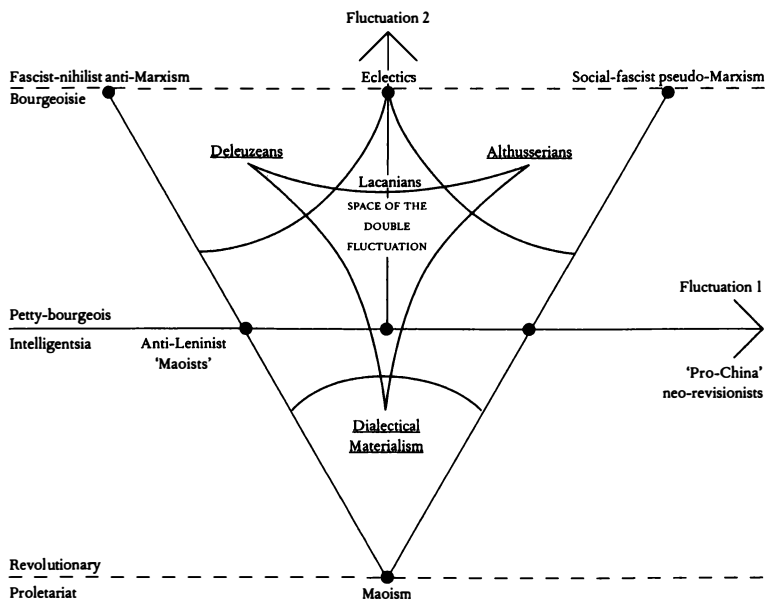 Fluctuation 2
Fascist-nihilist anti-Marxism
Eclectics
Social-fascist pseudo-Marxism
Bourgeoisie
Deleuzeans
Althusserians
Lacanians
SPACE OF THE
DOUBLE
FLUCTUATION
Fluctuation 1
Petty-bourgeois
Intelligentsia
Anti-Leninist
'Maoists'
'Pro-China'
neo-revisionists
Dialectical
Materialism
Revolutionary
Proletariat
Maoism